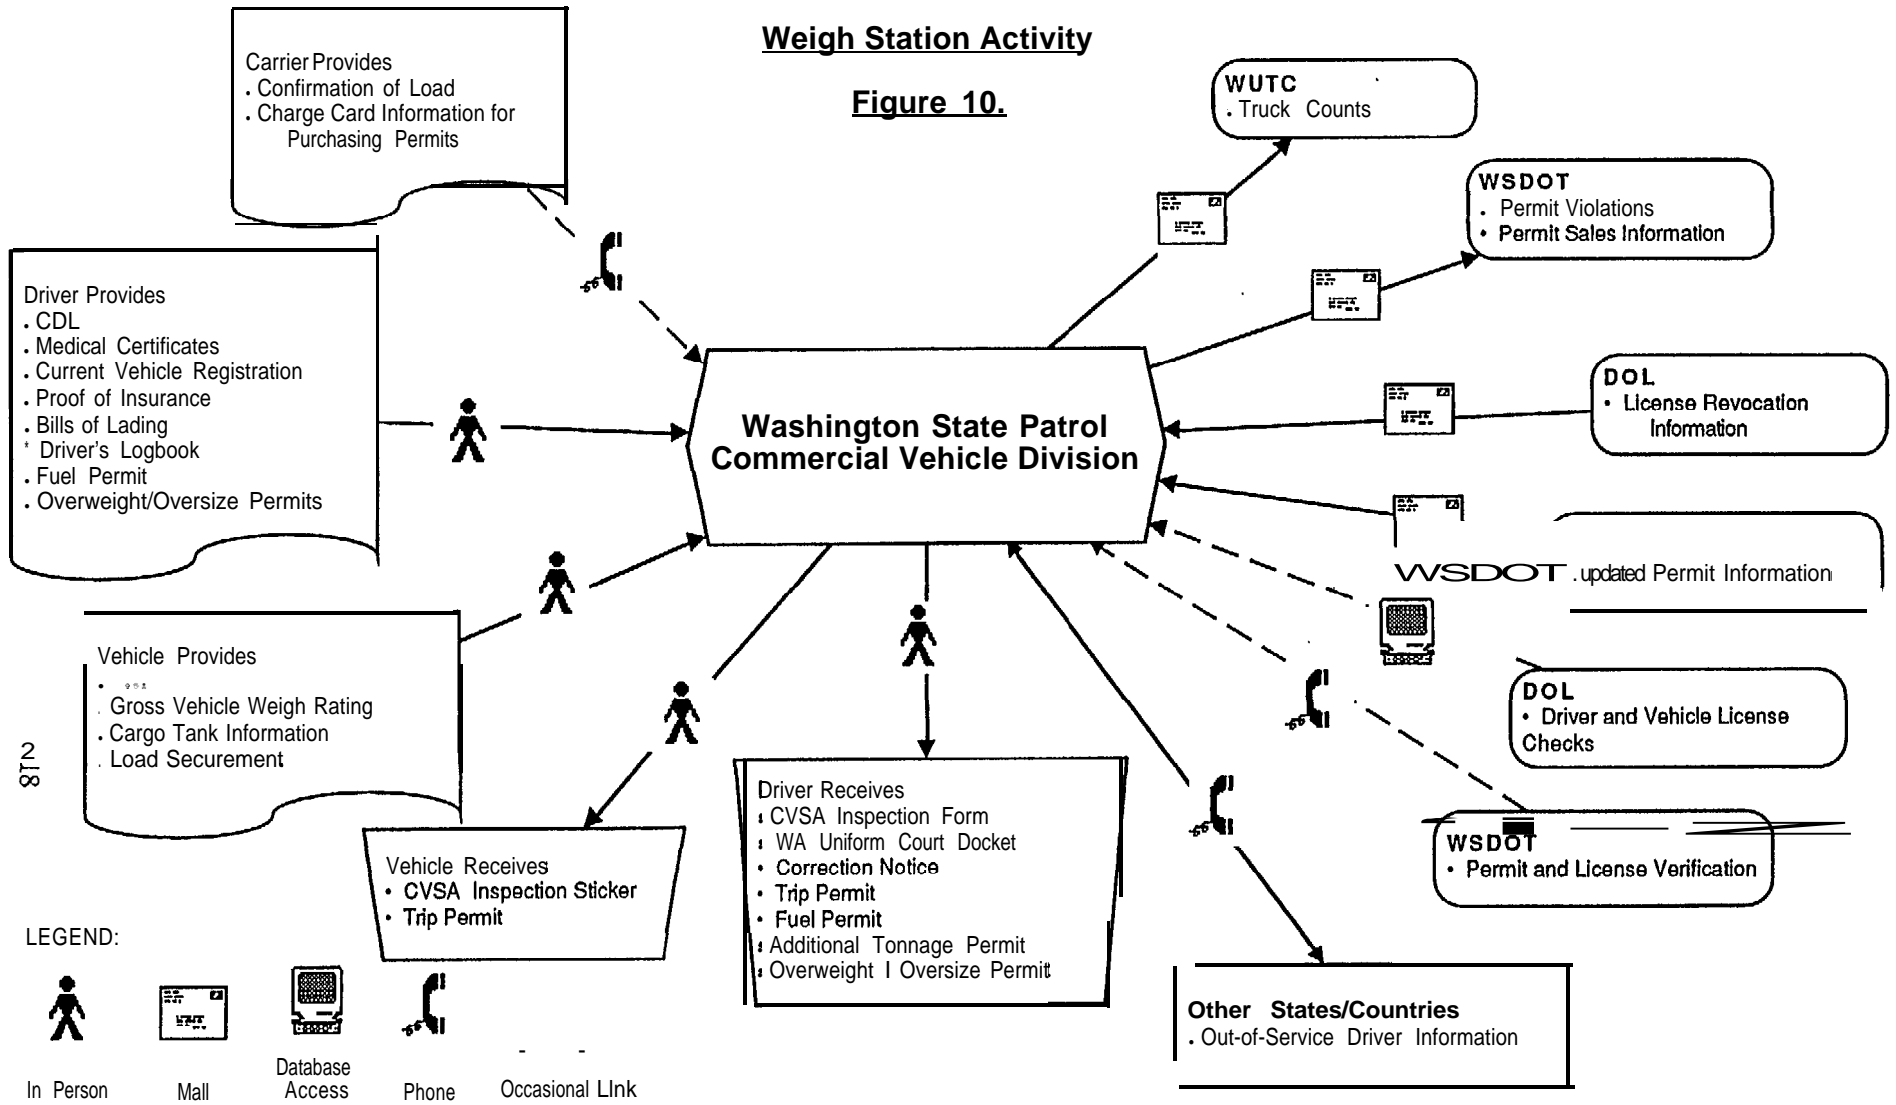 Weigh Station Activity
Figure 10.
Carrier Provides
. Confirmation of Load
. Charge Card Information for
Purchasing Permits
WUTC
. Truck Counts
WSDOT
. Permit Violations
• Permit Sales Information
Driver Provides
. CDL
. Medical Certificates
. Current Vehicle Registration
. Proof of Insurance
. Bills of Lading
* Driver's Logbook
. Fuel Permit
. Overweight/Oversize Permits
Washington State Patrol
Commercial Vehicle Division
DOL
• License Revocation
Information
WSDOT . updated Permit Information
Vehicle Provides
•
. Gross Vehicle Weigh Rating
. Cargo Tank Information
. Load Securement
DOL
• Driver and Vehicle License
Checks
WSDOT
• Permit and License Verification
Vehicle Receives
• CVSA Inspection Sticker
• Trip Permit
Driver Receives
• CVSA Inspection Form
• WA Uniform Court Docket
• Correction Notice
• Trip Permit
• Fuel Permit
• Additional Tonnage Permit
• Overweight I Oversize Permit
Other States/Countries
. Out-of-Service Driver Information
2
18
LEGEND:
In Person
Mall
Database
Access
Phone
- -
Occasional LInk